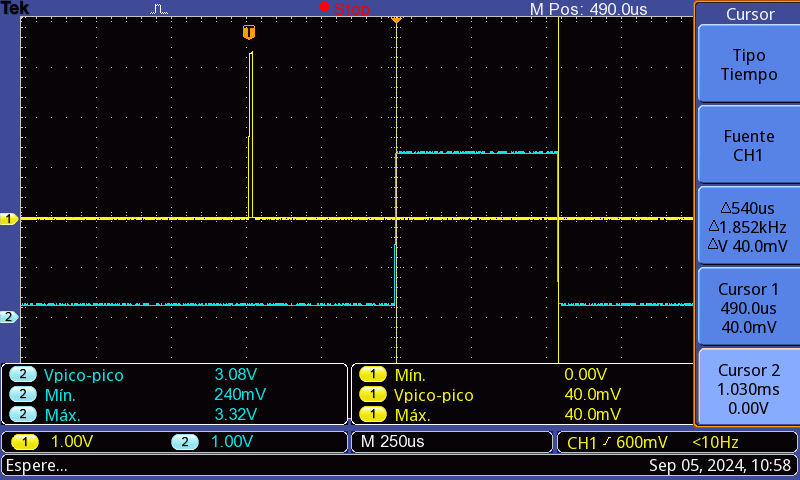 Tek
Stop
M Pos: 490.0us
Cursor
T
Tipo
Tiempo
Fuente
CH1
△540us
△1.852kHz
△V 40.0mV
Cursor 1
490.0us
40.0mV
Cursor 2
1.030ms
0.00V
1
2
2 Vpico-pico 3.08V
2 Mín. 240mV
2 Máx. 3.32V
1 Mín. 0.00V
1 Vpico-pico 40.0mV
1 Máx. 40.0mV
1 1.00V 2 1.00V M 250us CH1 600mV <10Hz
Espere... Sep 05, 2024, 10:58